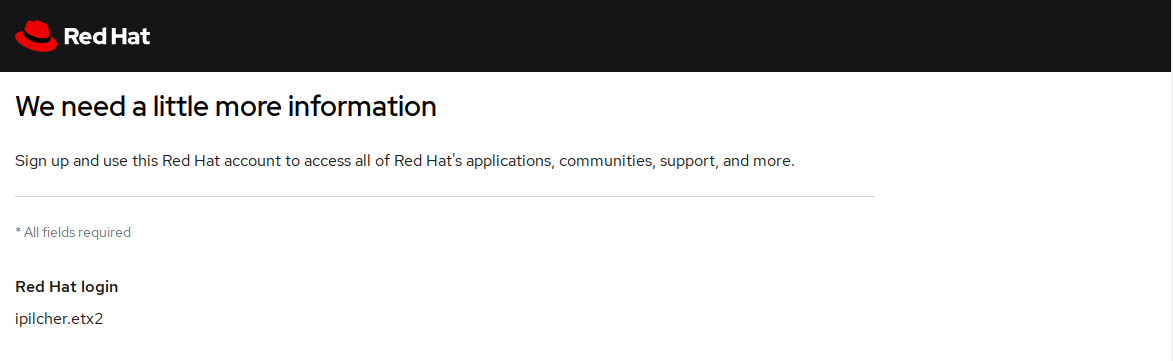 Red Hat
We need a little more information
Sign up and use this Red Hat account to access all of Red Hat's applications, communities, support, and more.
* All fields required
Red Hat login
ipilcher.etx2